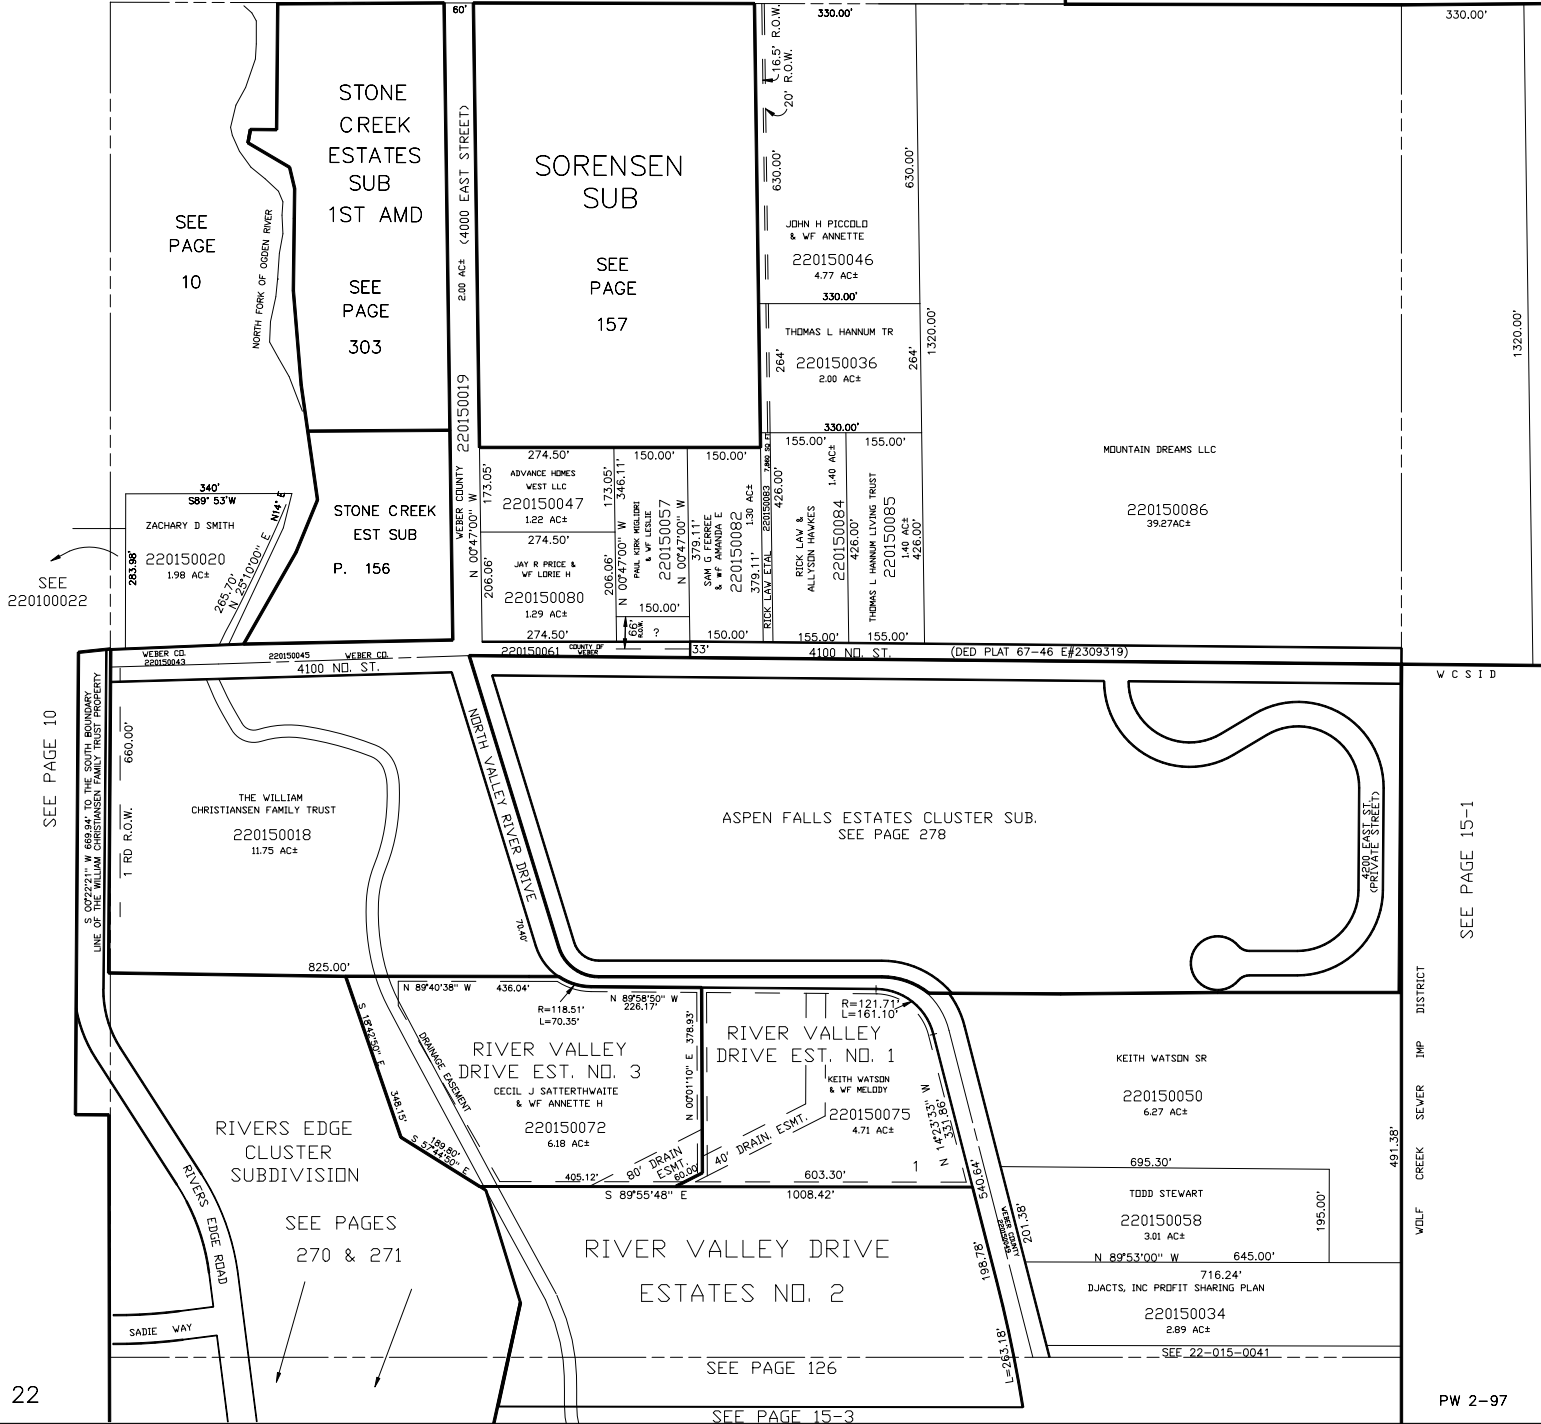 60'
330.00'
330.00'
16.5' R.O.W.
20' R.O.W.
STONE
CREEK
ESTATES
SUB
1ST AMD
SEE
PAGE
303
SORENSEN
SUB
SEE
PAGE
157
SEE
PAGE
10
NORTH FORK OF OGDEN RIVER
2.00 AC± (4000 EAST STREET)
220150019
WEBER COUNTY
N 00°47'00" W
630.00'
630.00'
JOHN H PICCOLO
& WF ANNETTE
220150046
4.77 AC±
330.00'
THOMAS L HANNUM TR
220150036
2.00 AC±
264'
264'
330.00'
1320.00'
1320.00'
MOUNTAIN DREAMS LLC
220150086
39.27AC±
340'
S89° 53'W
N14° E
ZACHARY D SMITH
220150020
1.98 AC±
283.98'
265.70'
N 25°10'00" E
SEE
220100022
STONE CREEK
EST SUB
P. 156
274.50'
ADVANCE HOMES
WEST LLC
220150047
1.22 AC±
173.05'
173.05'
274.50'
JAY R PRICE &
WF LORIE H
220150080
1.29 AC±
206.06'
206.06'
274.50'
150.00'
346.11'
N 00°47'00" W
PAUL KIRK MIGLIORI
& WF LESLIE
220150057
N 00°47'00" W
150.00'
66'
R.O.W.
?
150.00'
379.11'
SAM G FERREE
& WF AMANDA E
220150082
1.30 AC±
379.11'
150.00'
RICK LAW ETAL
220150083
7,860 SQ FT
155.00'
426.00'
RICK LAW &
ALLYSON HAWKES
220150084
1.40 AC±
426.00'
155.00'
155.00'
THOMAS L HANNUM LIVING TRUST
220150085
1.40 AC±
426.00'
155.00'
WEBER CO.
220150043
220150045
WEBER CO.
4100 NO. ST.
220150061
COUNTY OF
WEBER
33'
4100 NO. ST.
(DED PLAT 67-46 E#2309319)
WCSID
SEE PAGE 10
S 00°22'21" W 669.94' TO THE SOUTH BOUNDARY
LINE OF THE WILLIAM CHRISTIANSEN FAMILY TRUST PROPERTY
660.00'
1 RD R.O.W.
THE WILLIAM
CHRISTIANSEN FAMILY TRUST
220150018
11.75 AC±
NORTH VALLEY RIVER DRIVE
70.40'
ASPEN FALLS ESTATES CLUSTER SUB.
SEE PAGE 278
4200 EAST ST.
(PRIVATE STREET)
SEE PAGE 15-1
825.00'
N 89°40'38" W
436.04'
R=118.51'
L=70.35'
N 89°58'50" W
226.17'
R=121.71'
L=161.10'
S 18°42'50" E
348.15'
DRAINAGE EASEMENT
RIVER VALLEY
DRIVE EST. NO. 3
CECIL J SATTERTHWAITE
& WF ANNETTE H
220150072
6.18 AC±
N 00°01'10" E 378.93'
RIVER VALLEY
DRIVE EST. NO. 1
KEITH WATSON
& WF MELODY
220150075
4.71 AC±
N 14°23'33" W
331.86'
189.80'
S 57°44'50" E
405.12'
80' DRAIN
ESMT.
60.00'
40' DRAIN. ESMT.
603.30'
1
S 89°55'48" E
1008.42'
KEITH WATSON SR
220150050
6.27 AC±
540.64'
695.30'
TODD STEWART
220150058
3.01 AC±
195.00'
491.38'
WOLF CREEK SEWER IMP DISTRICT
WEBER COUNTY
201.38'
198.78'
N 89°53'00" W
645.00'
716.24'
DJACTS, INC PROFIT SHARING PLAN
220150034
2.89 AC±
SEE 22-015-0041
L=263.18'
RIVERS EDGE
CLUSTER
SUBDIVISION
SEE PAGES
270 & 271
RIVERS EDGE ROAD
SADIE WAY
RIVER VALLEY DRIVE
ESTATES NO. 2
SEE PAGE 126
SEE PAGE 15-3
22
PW 2-97